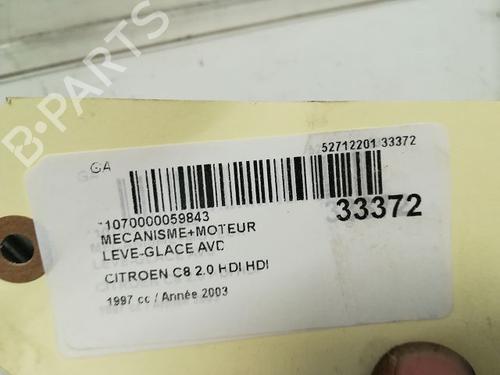 B-PARTS
GA
52712201 33372
11070000059843
33372
MECANISME+MOTEUR
LEVE-GLACE AVD
CITROEN C8 2.0 HDI HDI
1997 cc / Année 2003